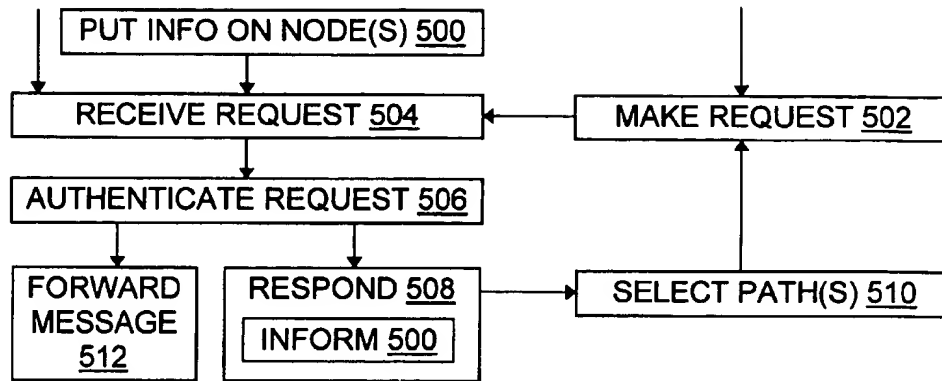 PUT INFO ON NODE(S) 500
RECEIVE REQUEST 504
MAKE REQUEST 502
AUTHENTICATE REQUEST 506
FORWARD
MESSAGE
512
RESPOND 508
INFORM 500
SELECT PATH(S) 510